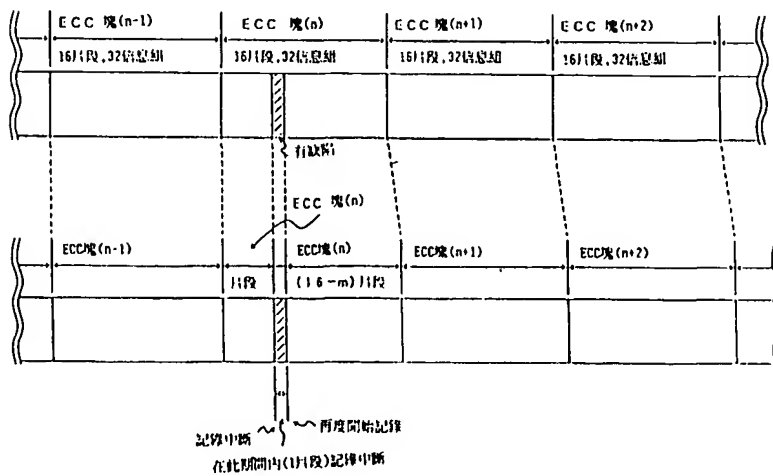 ECC 塊(n-1)
ECC 塊(n)
ECC 塊(n+1)
ECC 塊(n+2)
16片段,32信息組
16片段,32信息組
16片段,32信息組
16片段,32信息組
有缺陷
ECC 塊(n)
ECC塊(n-1)
ECC塊(n)
ECC塊(n+1)
ECC塊(n+2)
片段
(16-m)片段
記錄中断
再度開始記錄
在此期間内(1片段)記錄中断